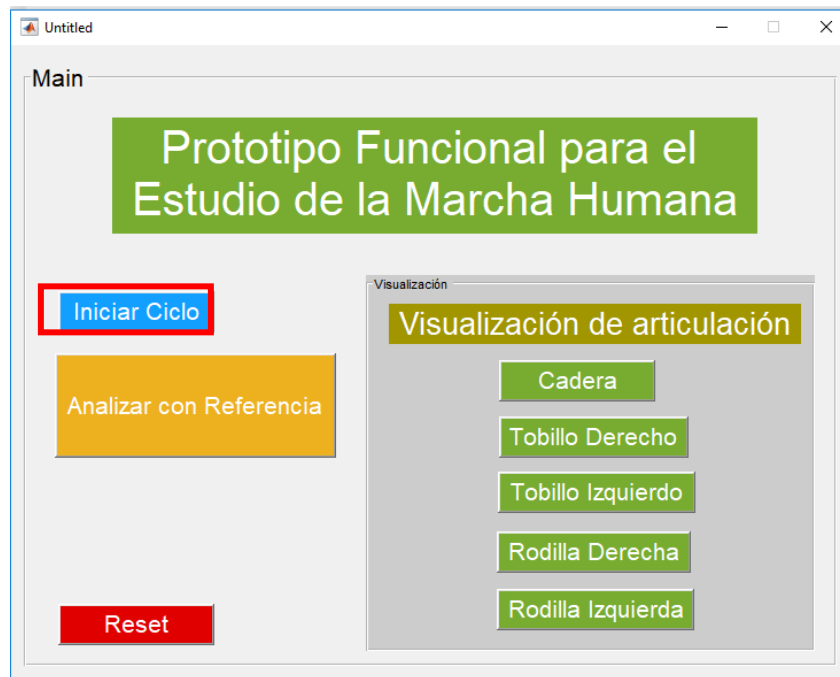 Untitled
Main
Prototipo Funcional para el
Estudio de la Marcha Humana
Iniciar Ciclo
Analizar con Referencia
Reset
Visualización
Visualización de articulación
Cadera
Tobillo Derecho
Tobillo Izquierdo
Rodilla Derecha
Rodilla Izquierda